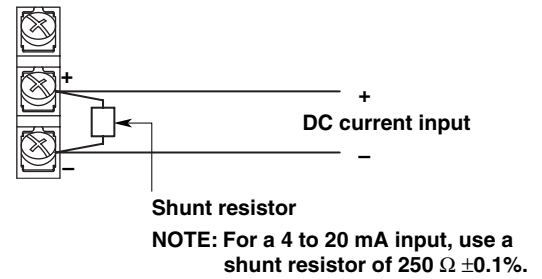 +
+
DC current input
–
–
Shunt resistor
NOTE: For a 4 to 20 mA input, use a
shunt resistor of 250 Ω ±0.1%.